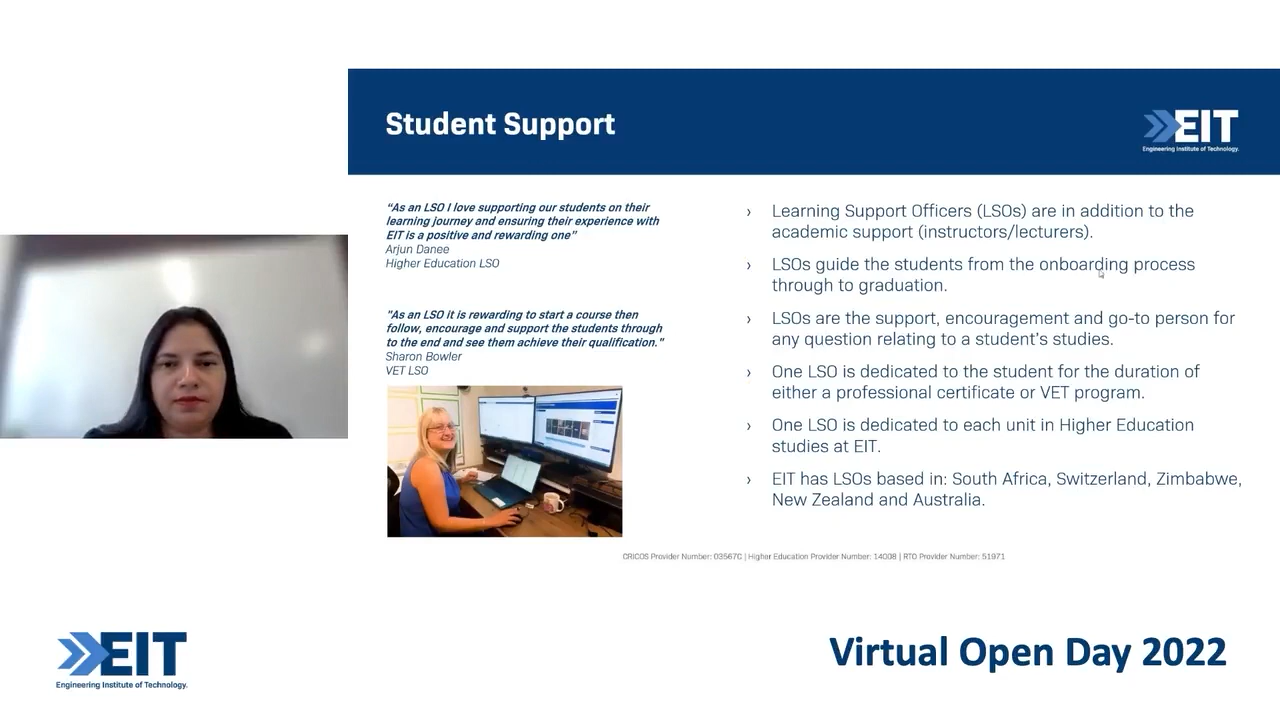 Student Support
EIT
Engineering Institute of Technology.
“As an LSO I love supporting our students on their
learning journey and ensuring their experience with
EIT is a positive and rewarding one”
Arjun Danee
Higher Education LSO
"As an LSO it is rewarding to start a course then
follow, encourage and support the students through
to the end and see them achieve their qualification."
Sharon Bowler
VET LSO
› Learning Support Officers (LSOs) are in addition to the
academic support (instructors/lecturers).
› LSOs guide the students from the onboarding process
through to graduation.
› LSOs are the support, encouragement and go-to person for
any question relating to a student's studies.
› One LSO is dedicated to the student for the duration of
either a professional certificate or VET program.
› One LSO is dedicated to each unit in Higher Education
studies at EIT.
› EIT has LSOs based in: South Africa, Switzerland, Zimbabwe,
New Zealand and Australia.
CRICOS Provider Number: 03567C | Higher Education Provider Number: 14008 | RTO Provider Number: 51971
EIT
Engineering Institute of Technology.
Virtual Open Day 2022